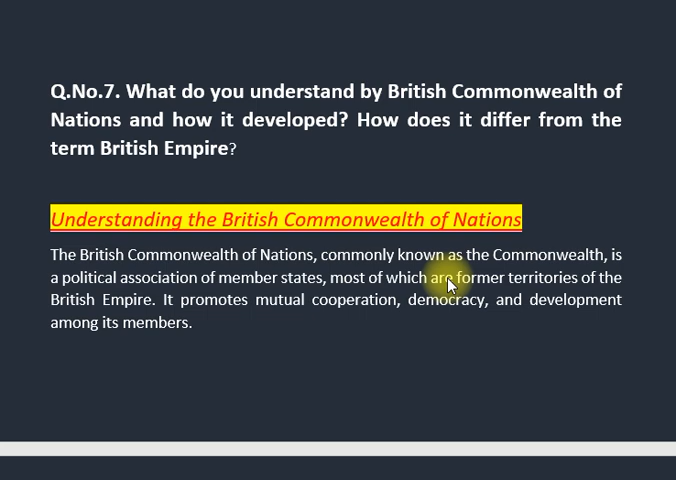 Q.No.7. What do you understand by British Commonwealth of
Nations and how it developed? How does it differ from the
term British Empire?
Understanding the British Commonwealth of Nations
The British Commonwealth of Nations, commonly known as the Commonwealth, is
a political association of member states, most of which are former territories of the
British Empire. It promotes mutual cooperation, democracy, and development
among its members.